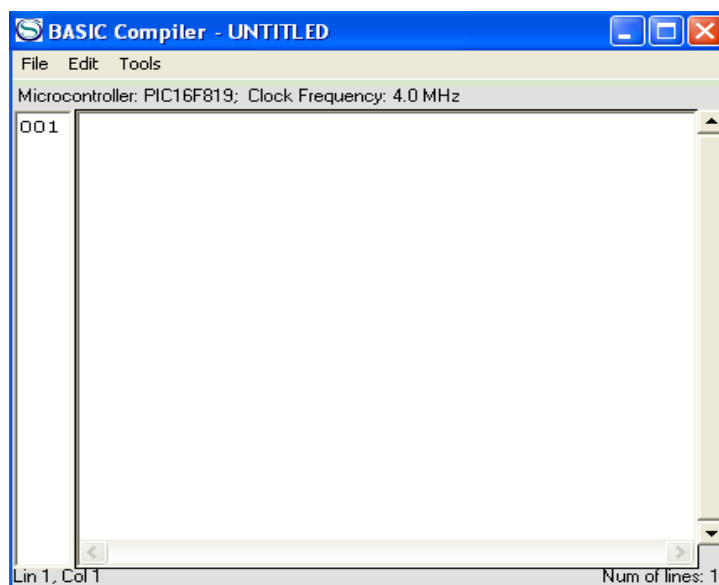 BASIC Compiler - UNTITLED
File Edit Tools
Microcontroller: PIC16F819; Clock Frequency: 4.0 MHz
001
Lin 1, Col 1 Num of lines: 1